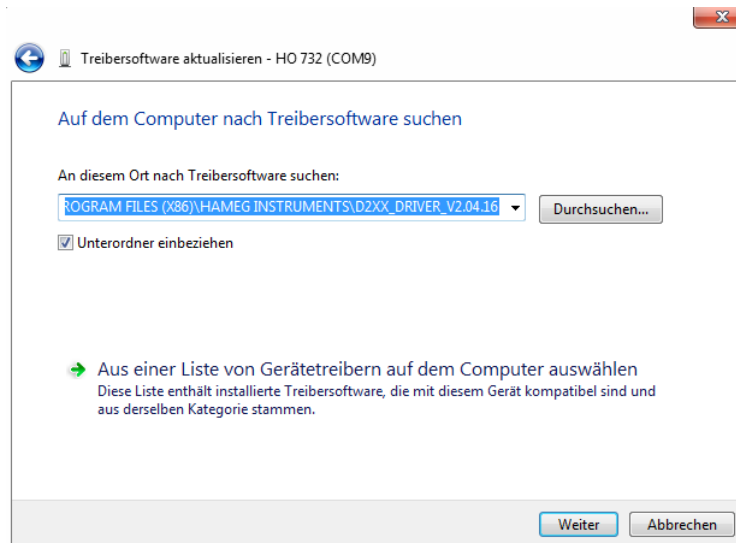 Treibersoftware aktualisieren - HO 732 (COM9)
Auf dem Computer nach Treibersoftware suchen
An diesem Ort nach Treibersoftware suchen:
ROGRAM FILES (X86)\HAMEG INSTRUMENTS\D2XX_DRIVER_V2.04.16
Durchsuchen...
Unterordner einbeziehen
Aus einer Liste von Gerätetreibern auf dem Computer auswählen
Diese Liste enthält installierte Treibersoftware, die mit diesem Gerät kompatibel sind und
aus derselben Kategorie stammen.
Weiter
Abbrechen